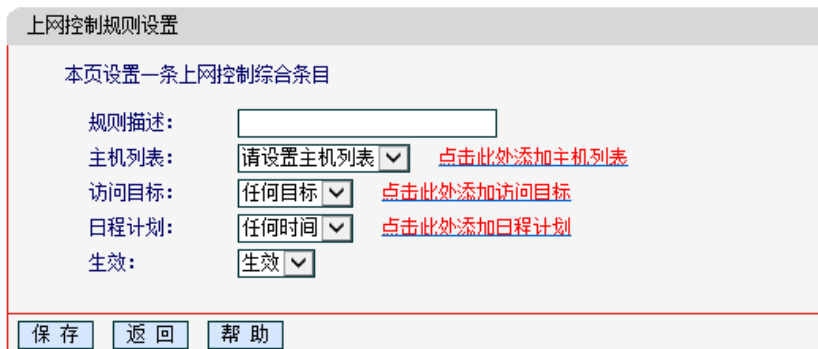 上网控制规则设置
本页设置一条上网控制综合条目
规则描述：
主机列表： 请设置主机列表 点击此处添加主机列表
访问目标： 任何目标 点击此处添加访问目标
日程计划： 任何时间 点击此处添加日程计划
生效： 生效
保 存 返 回 帮 助